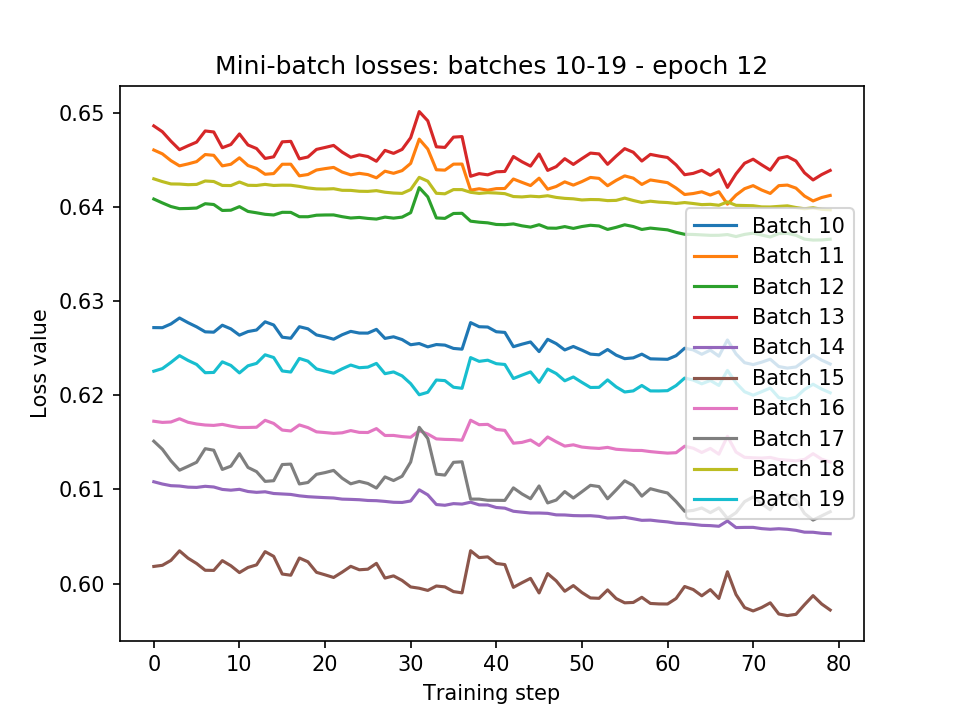 Mini-batch losses: batches 10-19 - epoch 12
Loss value
0.65
0.64
0.63
0.62
0.61
0.60
Batch 10
Batch 11
Batch 12
Batch 13
Batch 14
Batch 15
Batch 16
Batch 17
Batch 18
Batch 19
0 10 20 30 40 50 60 70 80
Training step